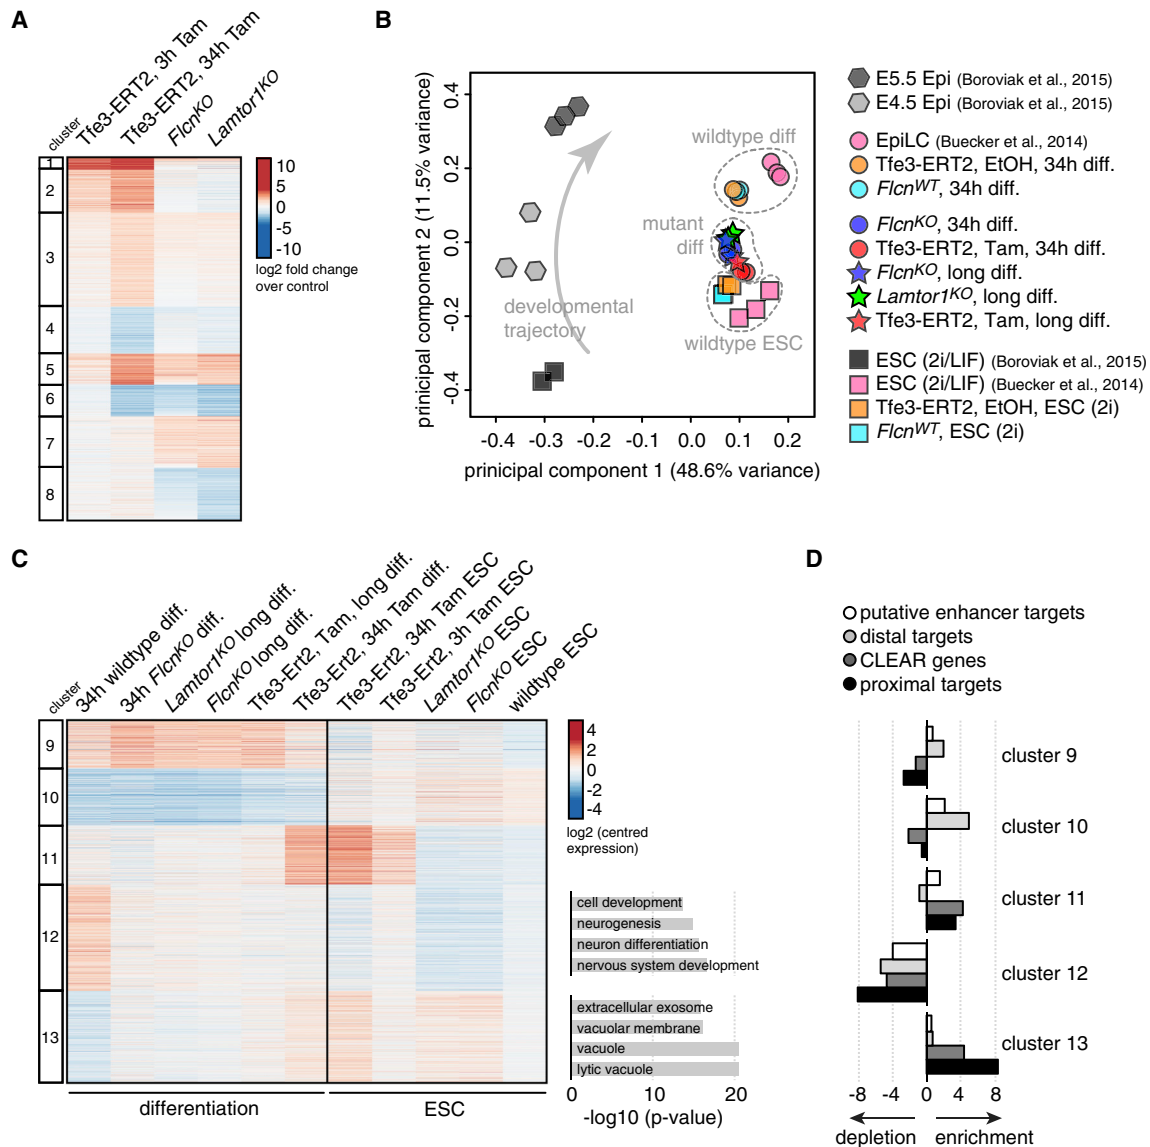 A
cluster
Tfe3-ERT2, 3h Tam
Tfe3-ERT2, 34h Tam
FlcnKO
Lamtor1KO
1
2
3
4
5
6
7
8
10
5
0
-5
-10
log2 fold change
over control
B
prinicipal component 2 (11.5% variance)
0.4
0.2
0.0
-0.2
-0.4
-0.4
-0.3
-0.2
-0.1
0.0
0.1
0.2
prinicipal component 1 (48.6% variance)
wildtype diff
mutant
diff
developmental
trajectory
wildtype ESC
E5.5 Epi (Boroviak et al., 2015)
E4.5 Epi (Boroviak et al., 2015)
EpiLC (Buecker et al., 2014)
Tfe3-ERT2, EtOH, 34h diff.
FlcnWT, 34h diff.
FlcnKO, 34h diff.
Tfe3-ERT2, Tam, 34h diff.
FlcnKO, long diff.
Lamtor1KO, long diff.
Tfe3-ERT2, Tam, long diff.
ESC (2i/LIF) (Boroviak et al., 2015)
ESC (2i/LIF) (Buecker et al., 2014)
Tfe3-ERT2, EtOH, ESC (2i)
FlcnWT, ESC (2i)
C
cluster
34h wildtype diff.
34h FlcnKO diff.
Lamtor1KO long diff.
FlcnKO long diff.
Tfe3-Ert2, Tam, long diff.
Tfe3-Ert2, 34h Tam diff.
Tfe3-Ert2, 34h Tam ESC
Tfe3-Ert2, 3h Tam ESC
Lamtor1KO ESC
FlcnKO ESC
wildtype ESC
9
10
11
12
13
differentiation
ESC
4
2
0
-2
-4
log2 (centred
expression)
cell development
neurogenesis
neuron differentiation
nervous system development
extracellular exosome
vacuolar membrane
vacuole
lytic vacuole
0
10
20
-log10 (p-value)
D
putative enhancer targets
distal targets
CLEAR genes
proximal targets
cluster 9
cluster 10
cluster 11
cluster 12
cluster 13
-8
-4
0
4
8
depletion
enrichment